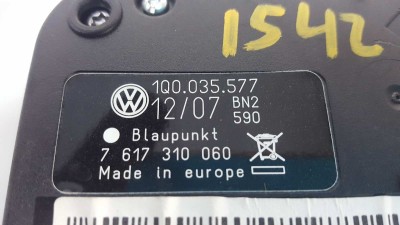 1542
1Q0.035.577
12/07 BN2
590
Blaupunkt
7 617 310 060
Made in europe